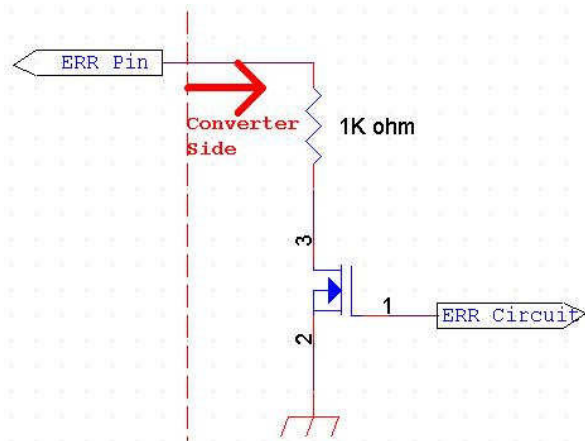 ERR Pin
Converter
Side
1K ohm
3
1
ERR Circuit
2